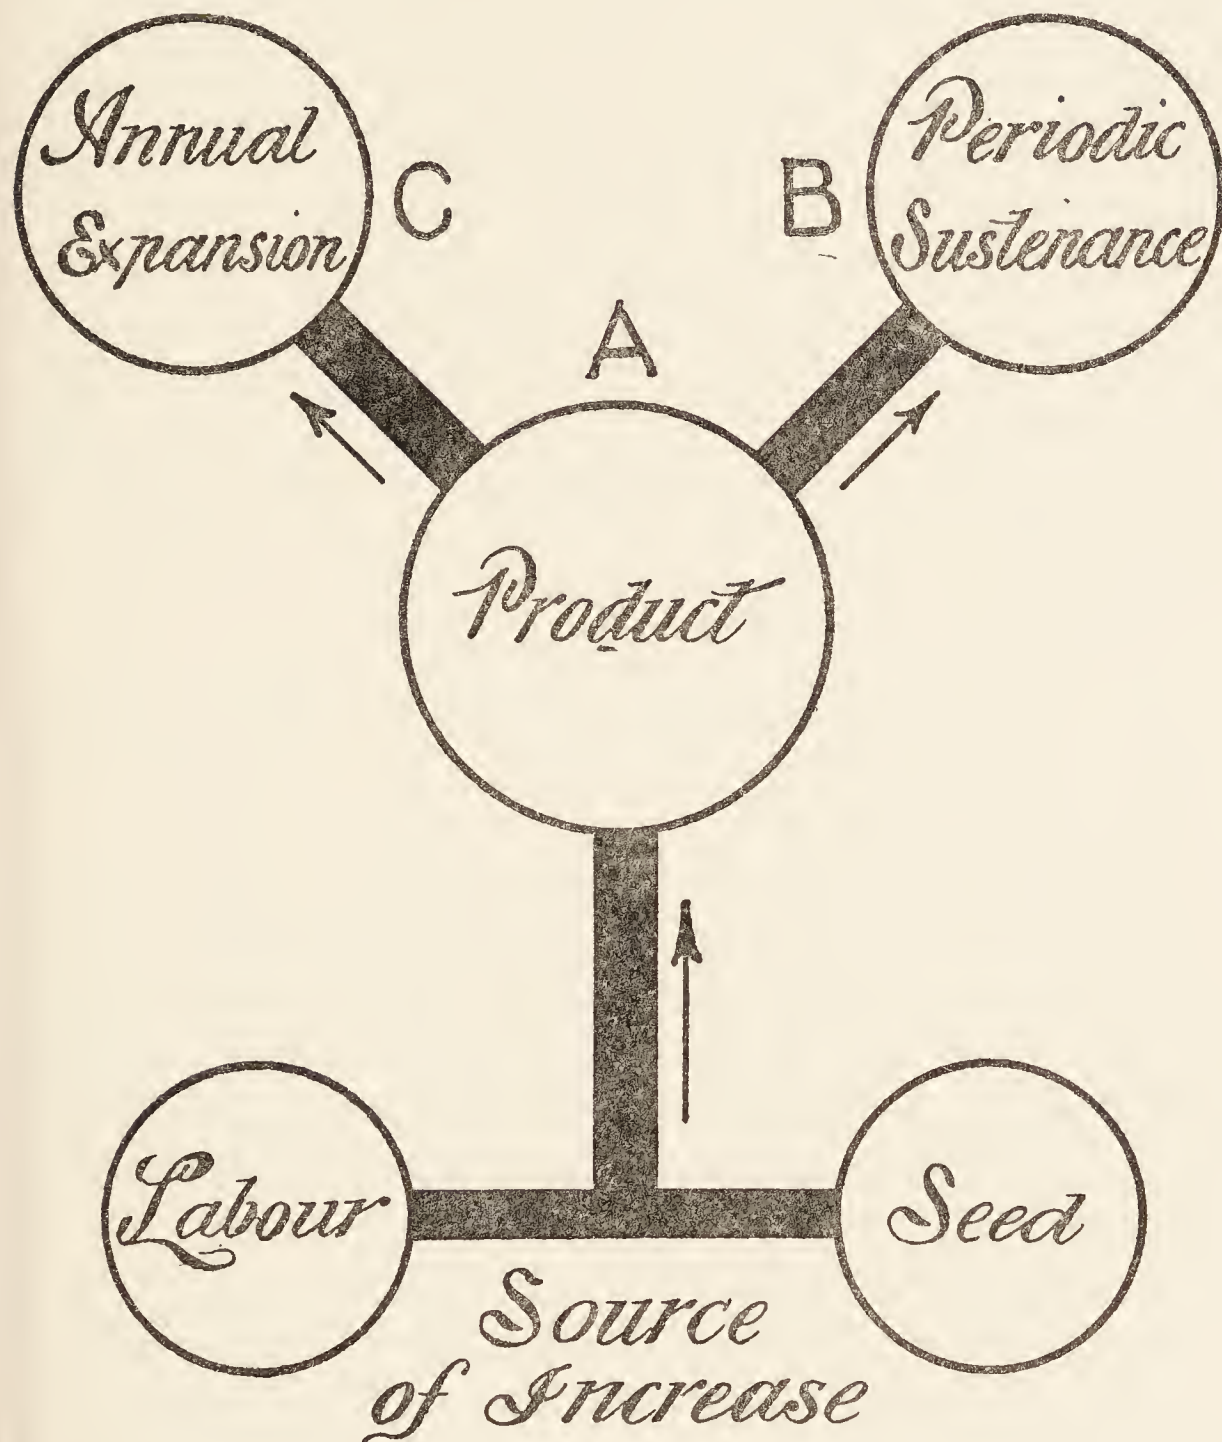 Annual
Expansion
C
B
Periodic
Sustenance
A
Product
Labour
Seed
Source
of Increase